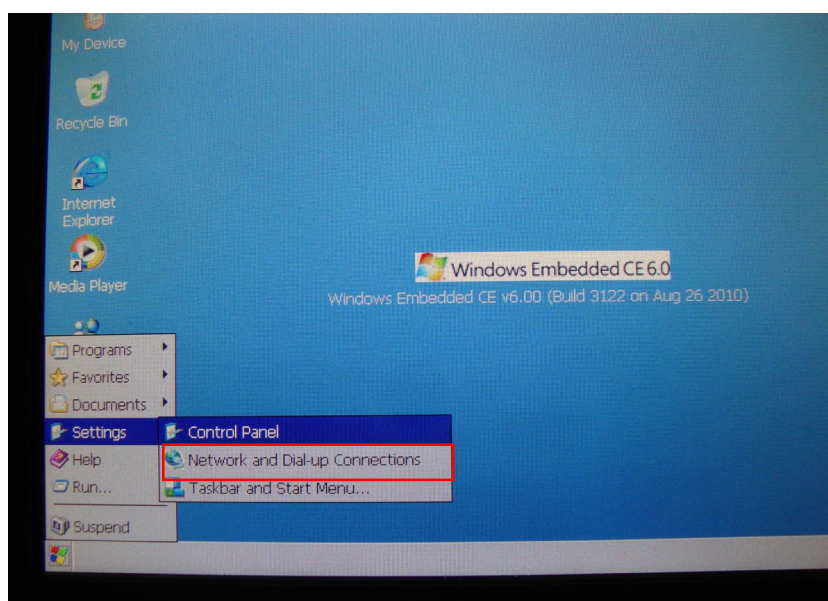 My Device
Recycle Bin
Internet
Explorer
Media Player
Windows Embedded CE 6.0
Windows Embedded CE v6.00 (Build 3122 on Aug 26 2010)
Programs
Favorites
Documents
Settings
Help
Run...
Suspend
Control Panel
Network and Dial-up Connections
Taskbar and Start Menu...